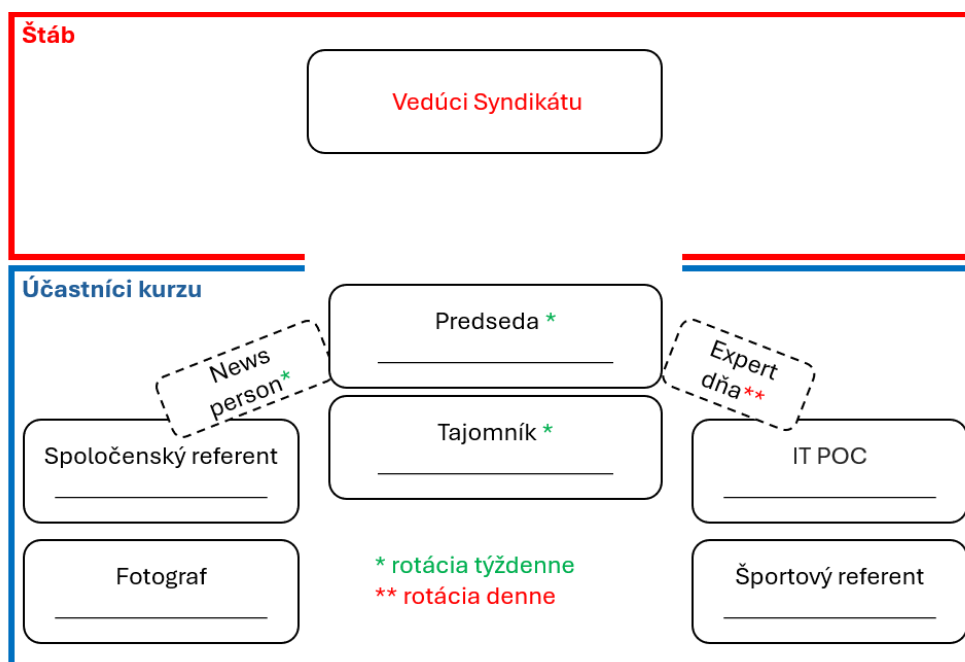 Štáb
Vedúci Syndikátu
Účastníci kurzu
Predseda *
News
person*
Expert
dňa**
Tajomník *
Spoločenský referent
IT POC
Fotograf
Športový referent
* rotácia týždenne
** rotácia denne